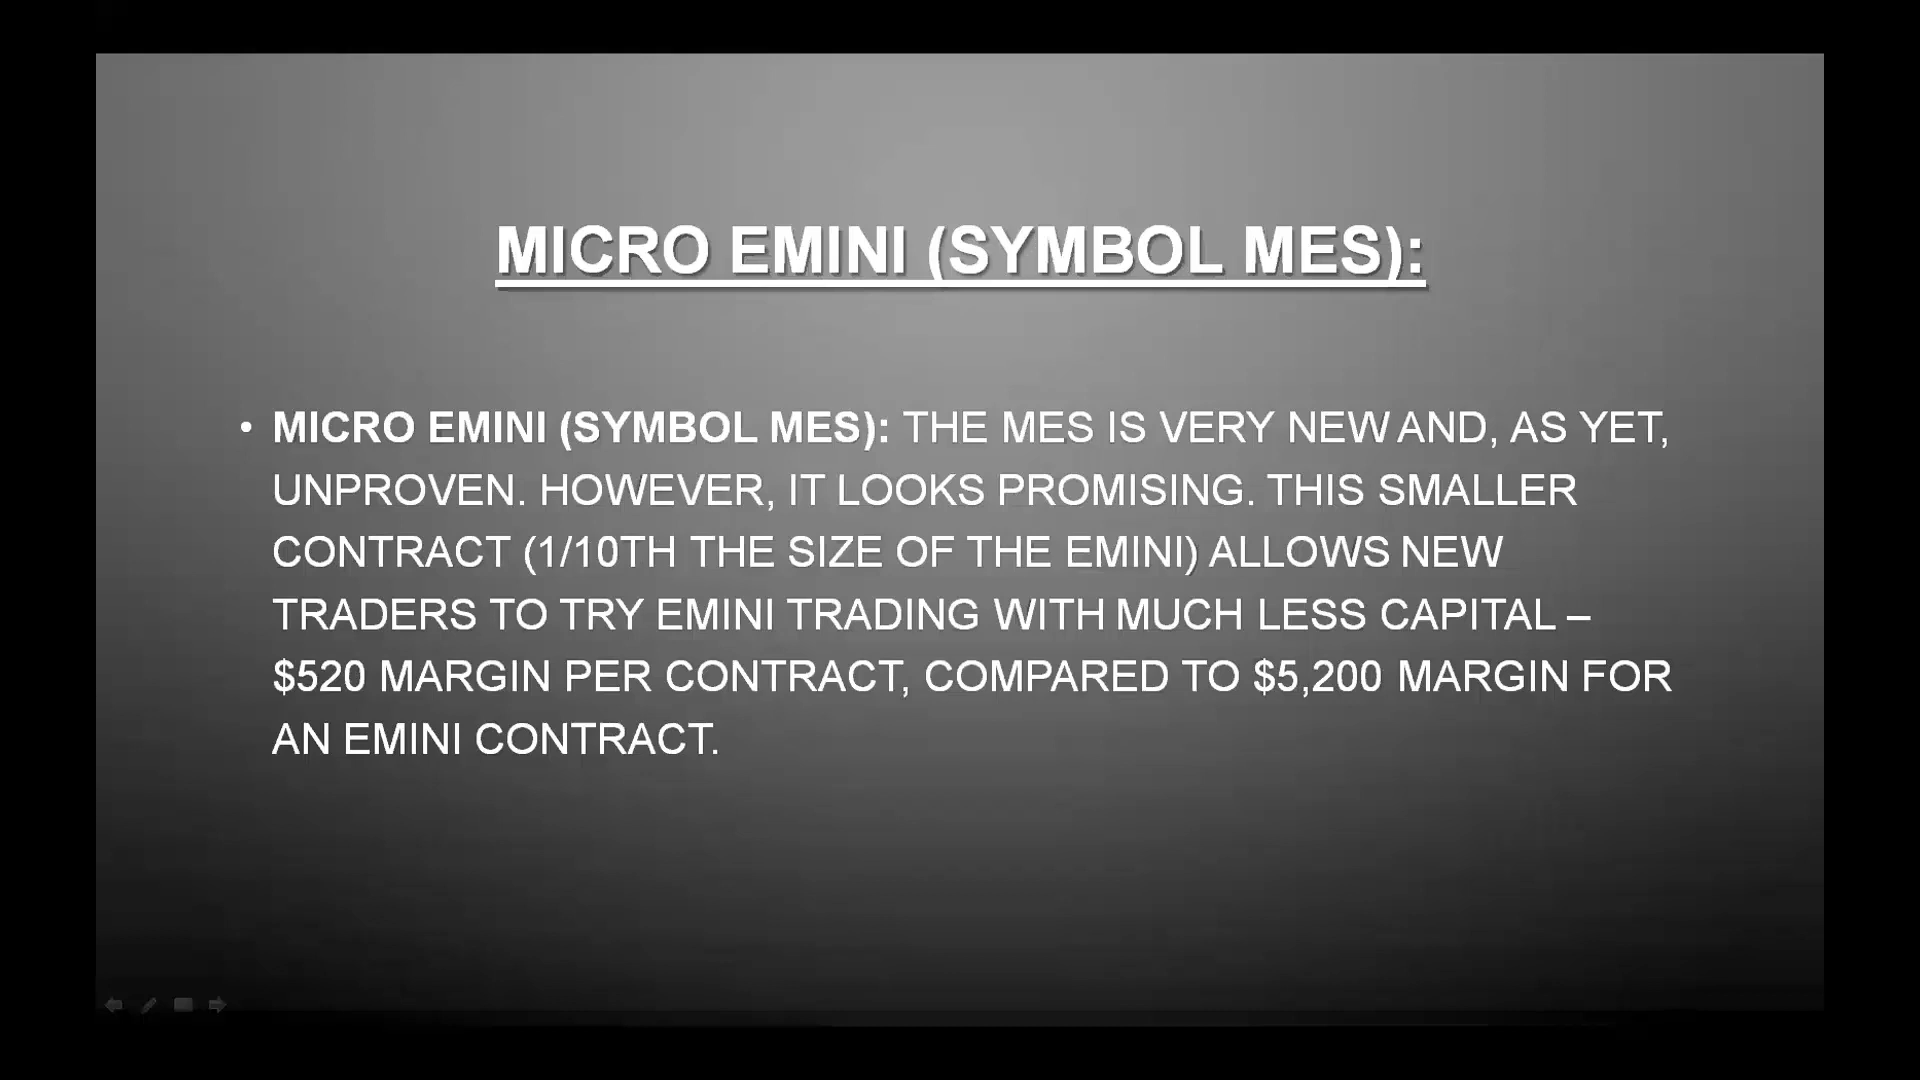 MICRO EMINI (SYMBOL MES):
• MICRO EMINI (SYMBOL MES): THE MES IS VERY NEW AND, AS YET,
UNPROVEN. HOWEVER, IT LOOKS PROMISING. THIS SMALLER
CONTRACT (1/10TH THE SIZE OF THE EMINI) ALLOWS NEW
TRADERS TO TRY EMINI TRADING WITH MUCH LESS CAPITAL –
$520 MARGIN PER CONTRACT, COMPARED TO $5,200 MARGIN FOR
AN EMINI CONTRACT.